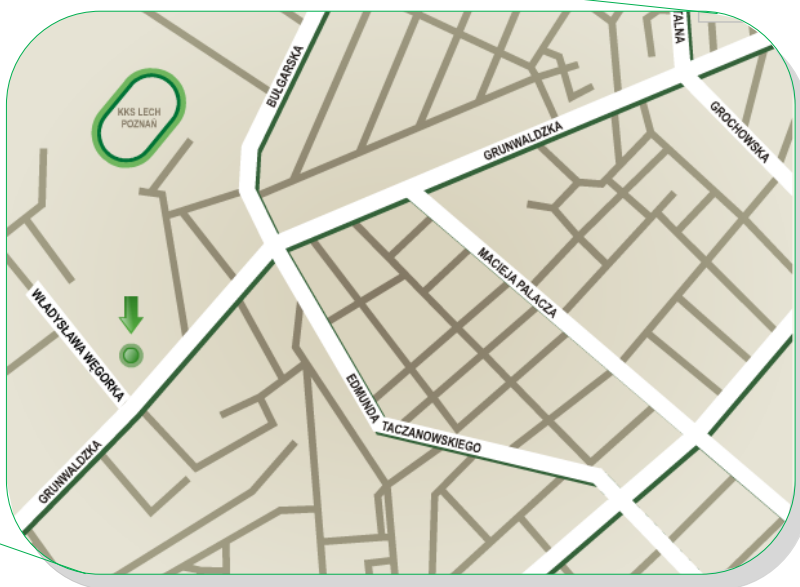 TALNA
BUŁGARSKA
KKS LECH
POZNAŃ
GROCHOWSKA
GRUNWALDZKA
MACIEJA PALACZA
WŁADYSŁAWA WĘGORKA
EDMUNDA
TACZANOWSKIEGO
GRUNWALDZKA